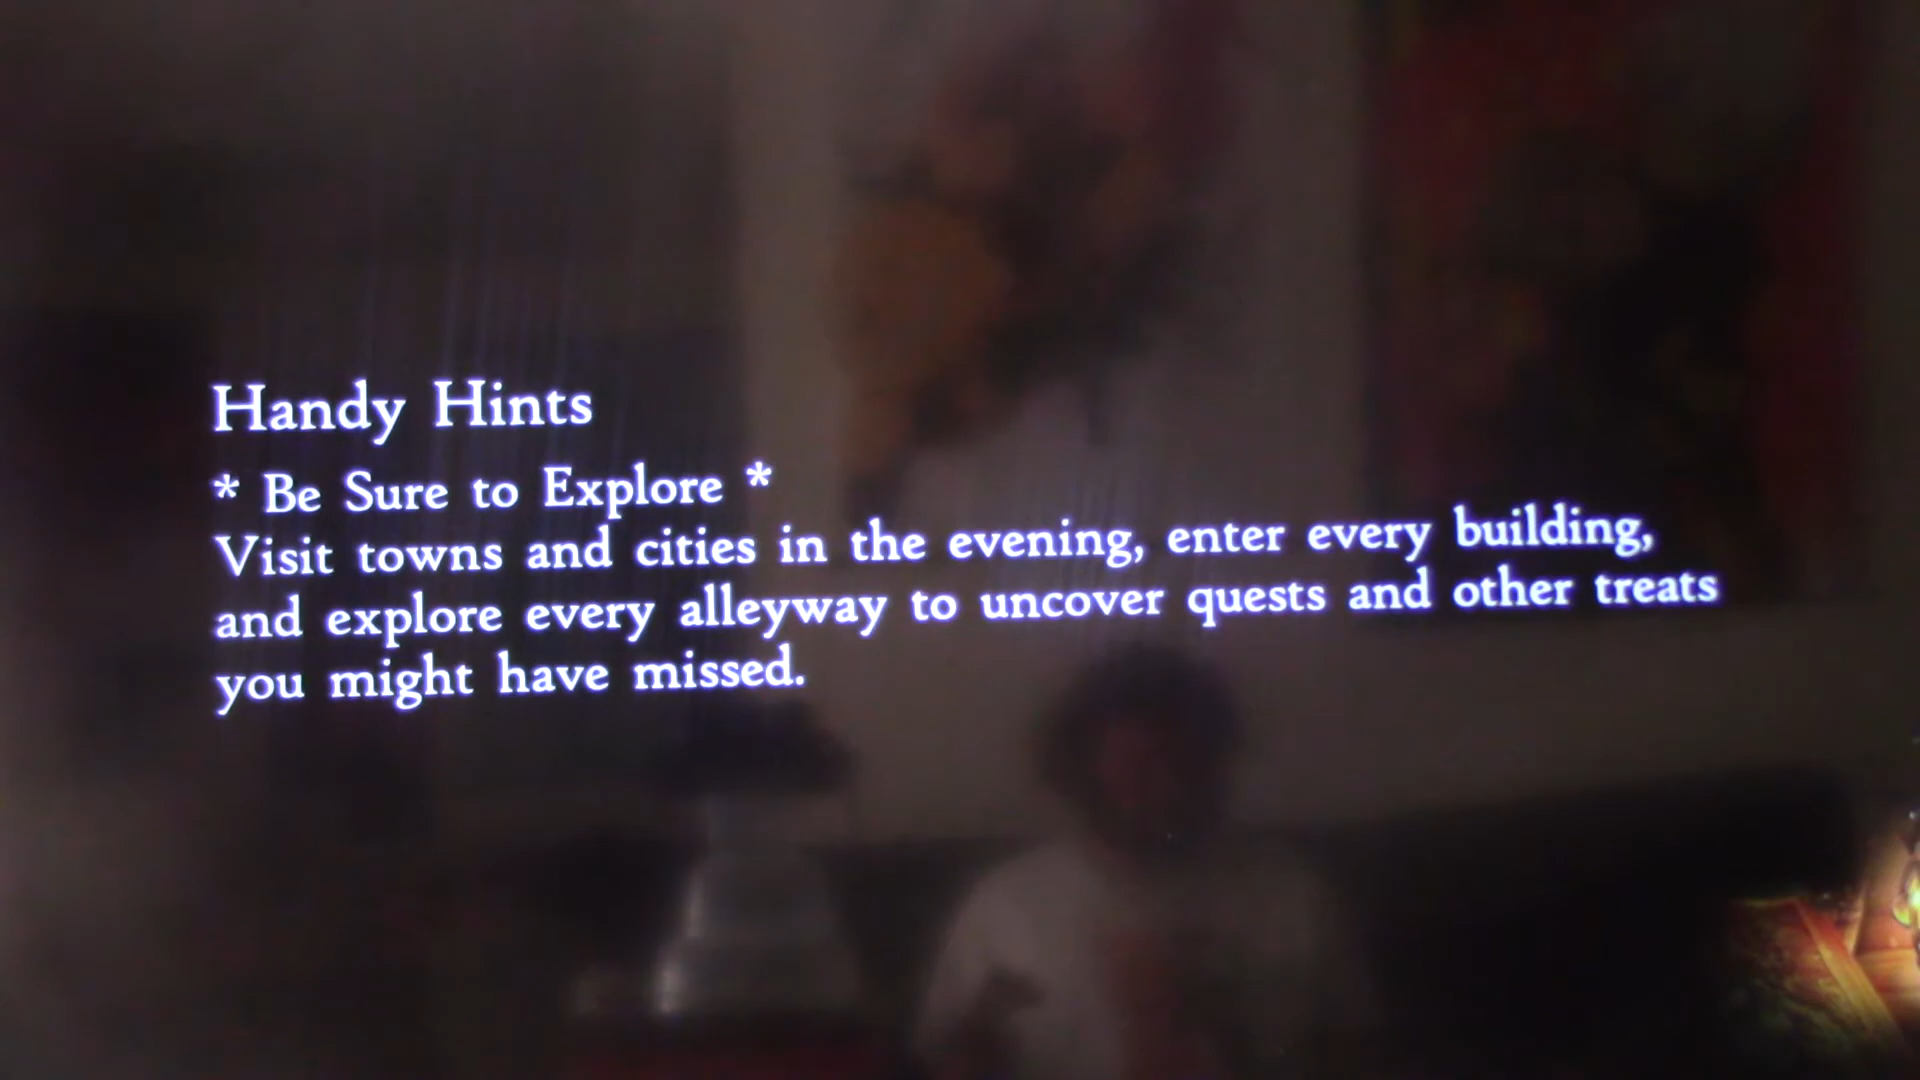 Handy Hints
* Be Sure to Explore *
Visit towns and cities in the evening, enter every building,
and explore every alleyway to uncover quests and other treats
you might have missed.